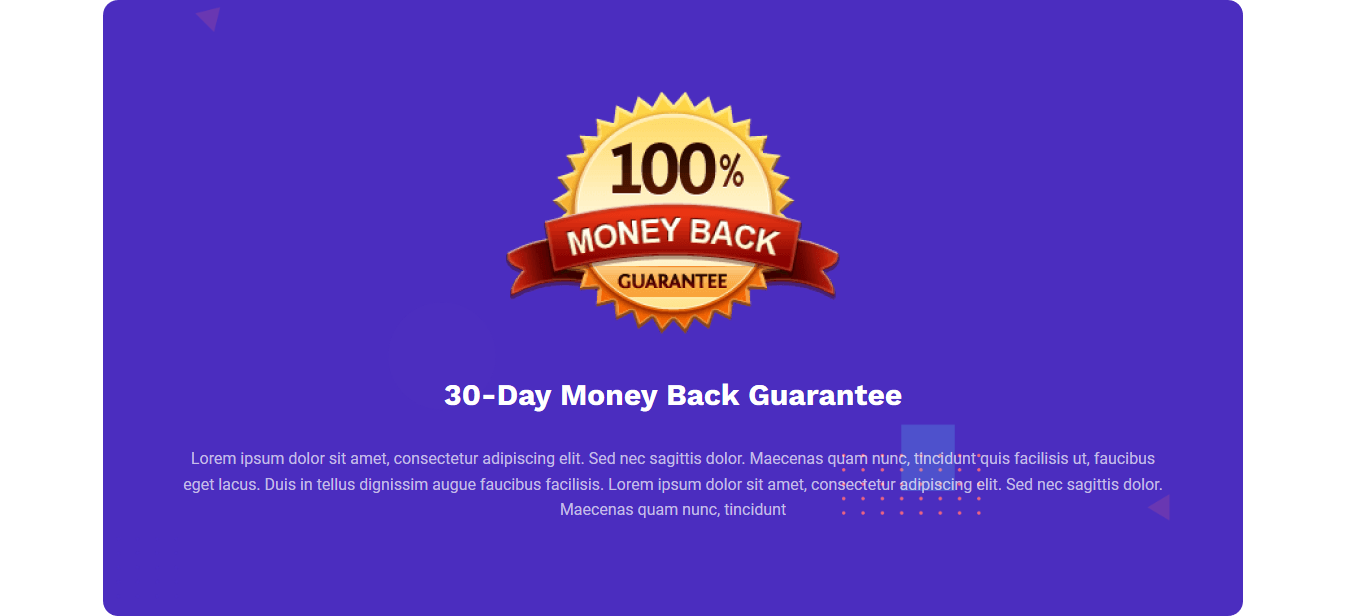 100%
MONEY BACK
GUARANTEE
30-Day Money Back Guarantee
Lorem ipsum dolor sit amet, consectetur adipiscing elit. Sed nec sagittis dolor. Maecenas quam nunc, tincidunt quis facilisis ut, faucibus
eget lacus. Duis in tellus dignissim augue faucibus facilisis. Lorem ipsum dolor sit amet, consectetur adipiscing elit. Sed nec sagittis dolor.
Maecenas quam nunc, tincidunt